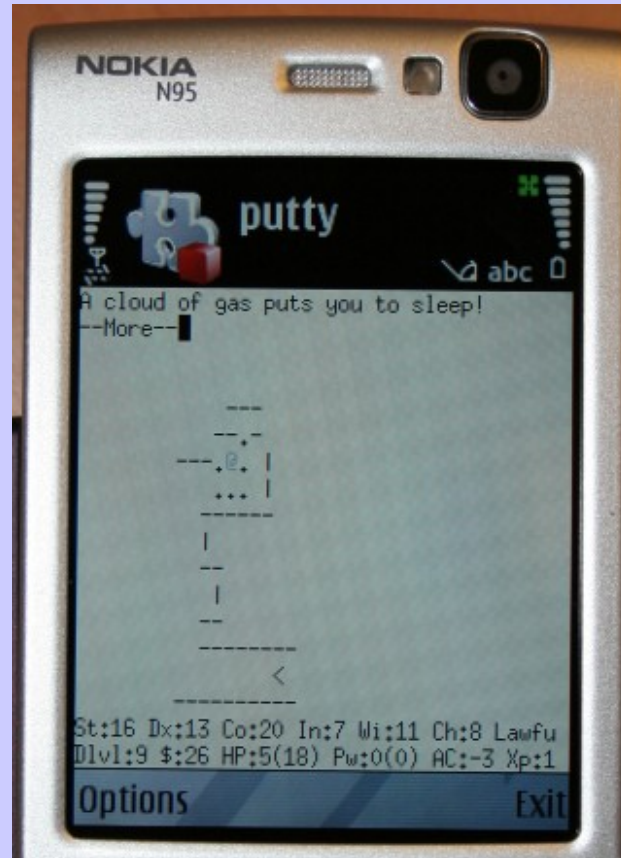 NOKIA
N95
putty
abc
A cloud of gas puts you to sleep!
--More--
---
--.-
---.@. |
... |
------
|
--
|
--
-------
<
---------
St:16 Dx:13 Co:20 In:7 Wi:11 Ch:8 Lawfu
Dlvl:9 $:26 HP:5(18) Pw:0(0) AC:-3 Xp:1
Options Exit